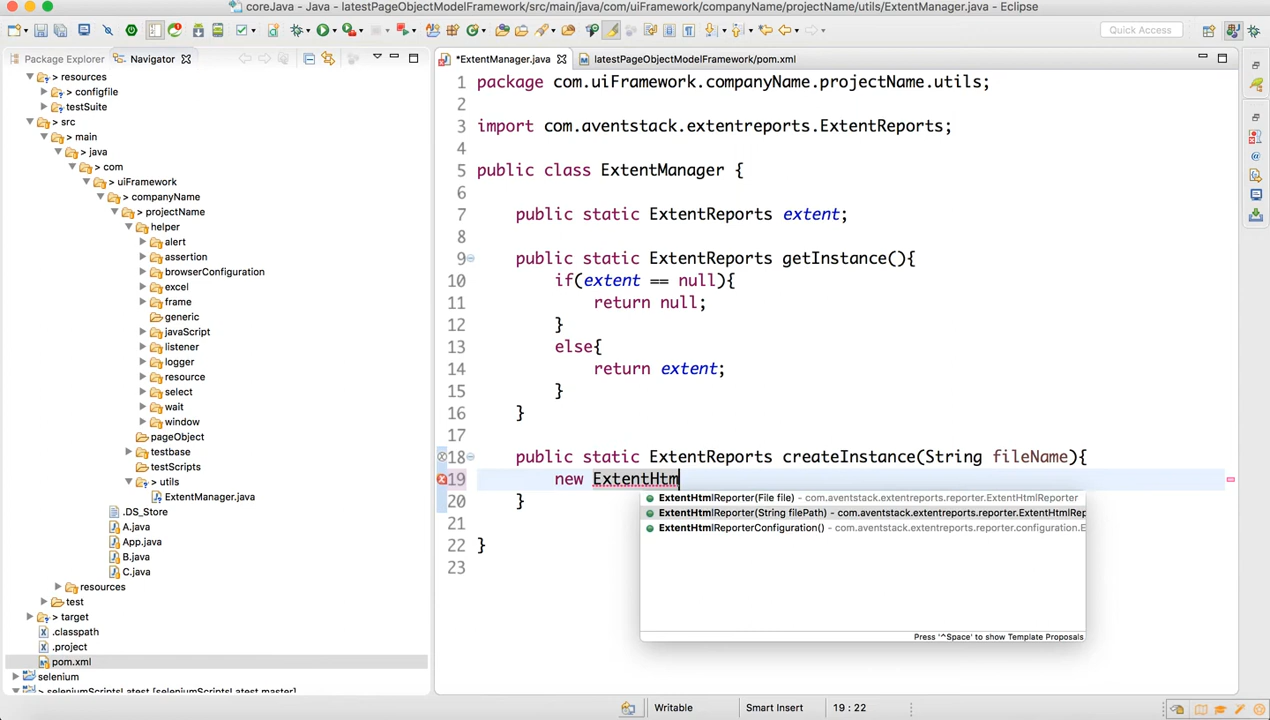 coreJava - Java - latestPageObjectModelFramework/src/main/java/com/uiFramework/companyName/projectName/utils/ExtentManager.java - Eclipse
Quick Access
Package Explorer
Navigator
> resources
> configfile
> testSuite
> src
> main
> java
> com
> uiFramework
> companyName
> projectName
helper
alert
assertion
browserConfiguration
excel
frame
generic
javaScript
listener
logger
resource
select
wait
window
pageObject
testbase
testScripts
> utils
ExtentManager.java
.DS_Store
A.java
App.java
B.java
C.java
resources
> test
> target
.classpath
.project
pom.xml
selenium
> seleniumScriptsLatest [seleniumScriptsLatest master]
*ExtentManager.java
latestPageObjectModelFramework/pom.xml
1 package com.uiFramework.companyName.projectName.utils;
2
3 import com.aventstack.extentreports.ExtentReports;
4
5 public class ExtentManager {
6
7 public static ExtentReports extent;
8
9 public static ExtentReports getInstance(){
10 if(extent == null){
11 return null;
12 }
13 else{
14 return extent;
15 }
16 }
17
18 public static ExtentReports createInstance(String fileName){
19 new ExtentHtm
20 }
21
22 }
23
ExtentHtmlReporter(File file) - com.aventstack.extentreports.reporter.ExtentHtmlReporter
ExtentHtmlReporter(String filePath) - com.aventstack.extentreports.reporter.ExtentHtmlRep
ExtentHtmlReporterConfiguration() - com.aventstack.extentreports.reporter.configuration.E
Press '^Space' to show Template Proposals
Writable
Smart Insert
19 : 22